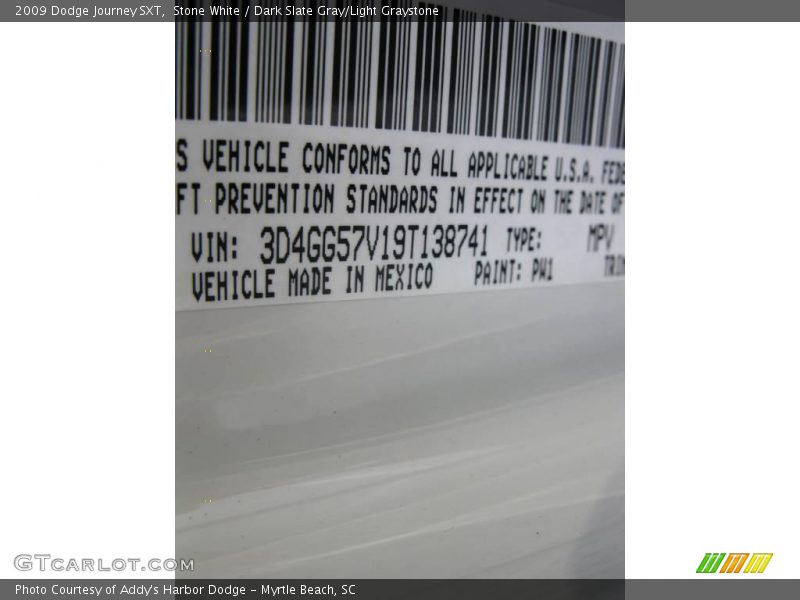 2009 Dodge Journey SXT, Stone White / Dark Slate Gray/Light Graystone
S VEHICLE CONFORMS TO ALL APPLICABLE U.S.A. FEDE
FT PREVENTION STANDARDS IN EFFECT ON THE DATE OF
VIN: 3D4GG57V19T138741 TYPE: MPV
VEHICLE MADE IN MEXICO PAINT: PW1 TRIM
GTCARLOT.COM
Photo Courtesy of Addy's Harbor Dodge - Myrtle Beach, SC